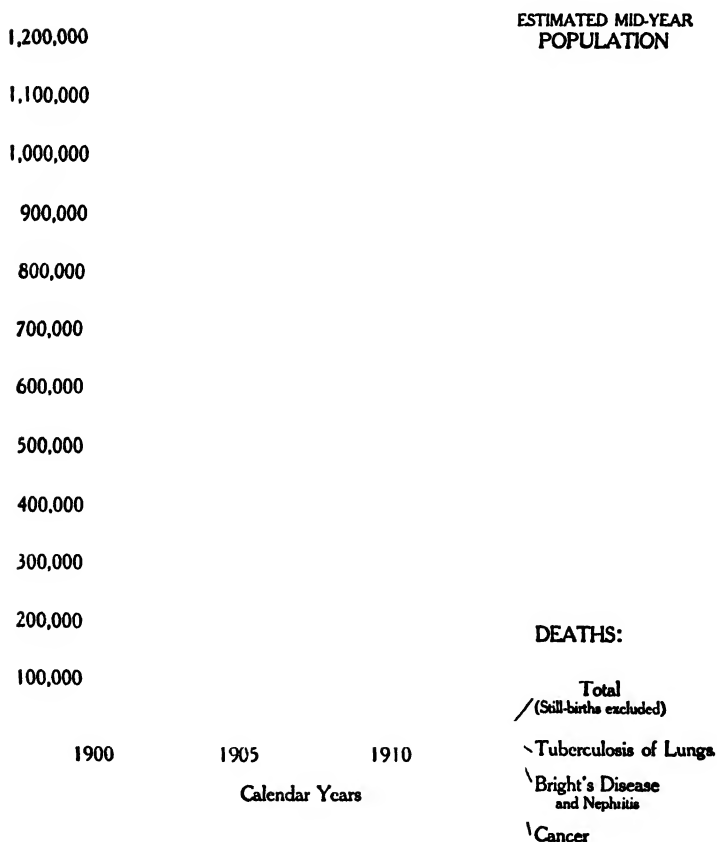 ESTIMATED MID-YEAR
POPULATION
1,200,000
1,100,000
1,000,000
900,000
800,000
700,000
600,000
500,000
400,000
300,000
200,000
100,000
DEATHS:
Total
(Still-births excluded)
Tuberculosis of Lungs.
Bright's Disease
and Nephritis
Cancer
1900 1905 1910
Calendar Years